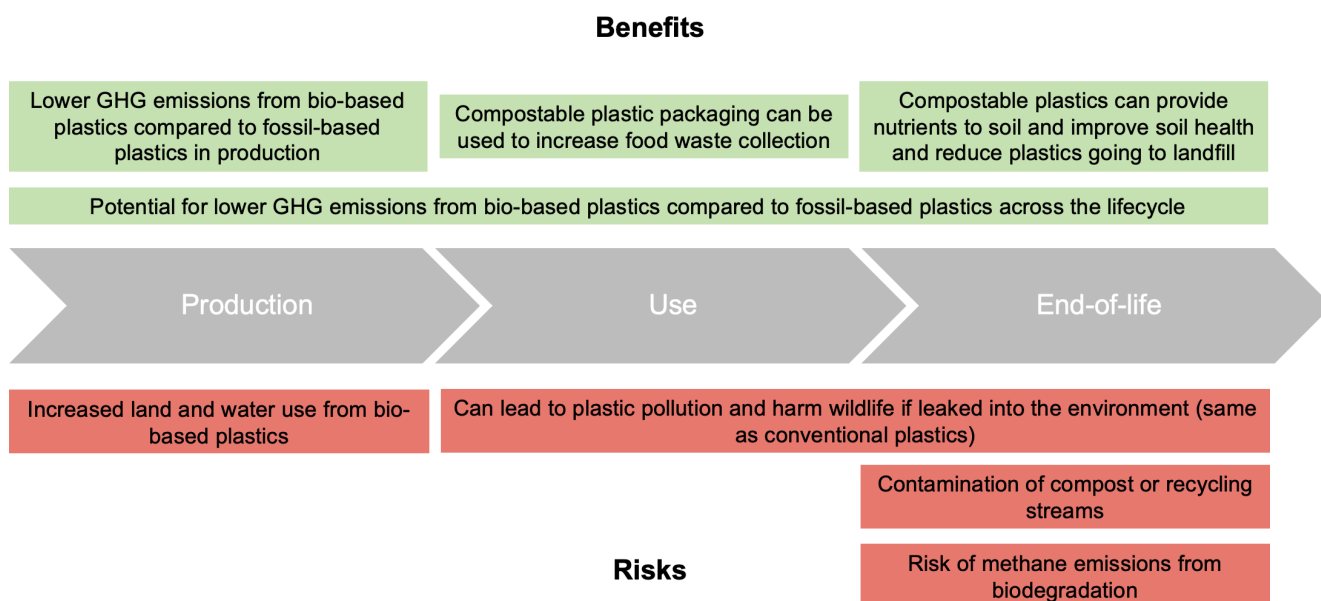 Benefits
Lower GHG emissions from bio-based
plastics compared to fossil-based
plastics in production
Compostable plastic packaging can be
used to increase food waste collection
Compostable plastics can provide
nutrients to soil and improve soil health
and reduce plastics going to landfill
Potential for lower GHG emissions from bio-based plastics compared to fossil-based plastics across the lifecycle
Production
Use
End-of-life
Increased land and water use from bio-
based plastics
Can lead to plastic pollution and harm wildlife if leaked into the environment (same
as conventional plastics)
Contamination of compost or recycling
streams
Risk of methane emissions from
biodegradation
Risks